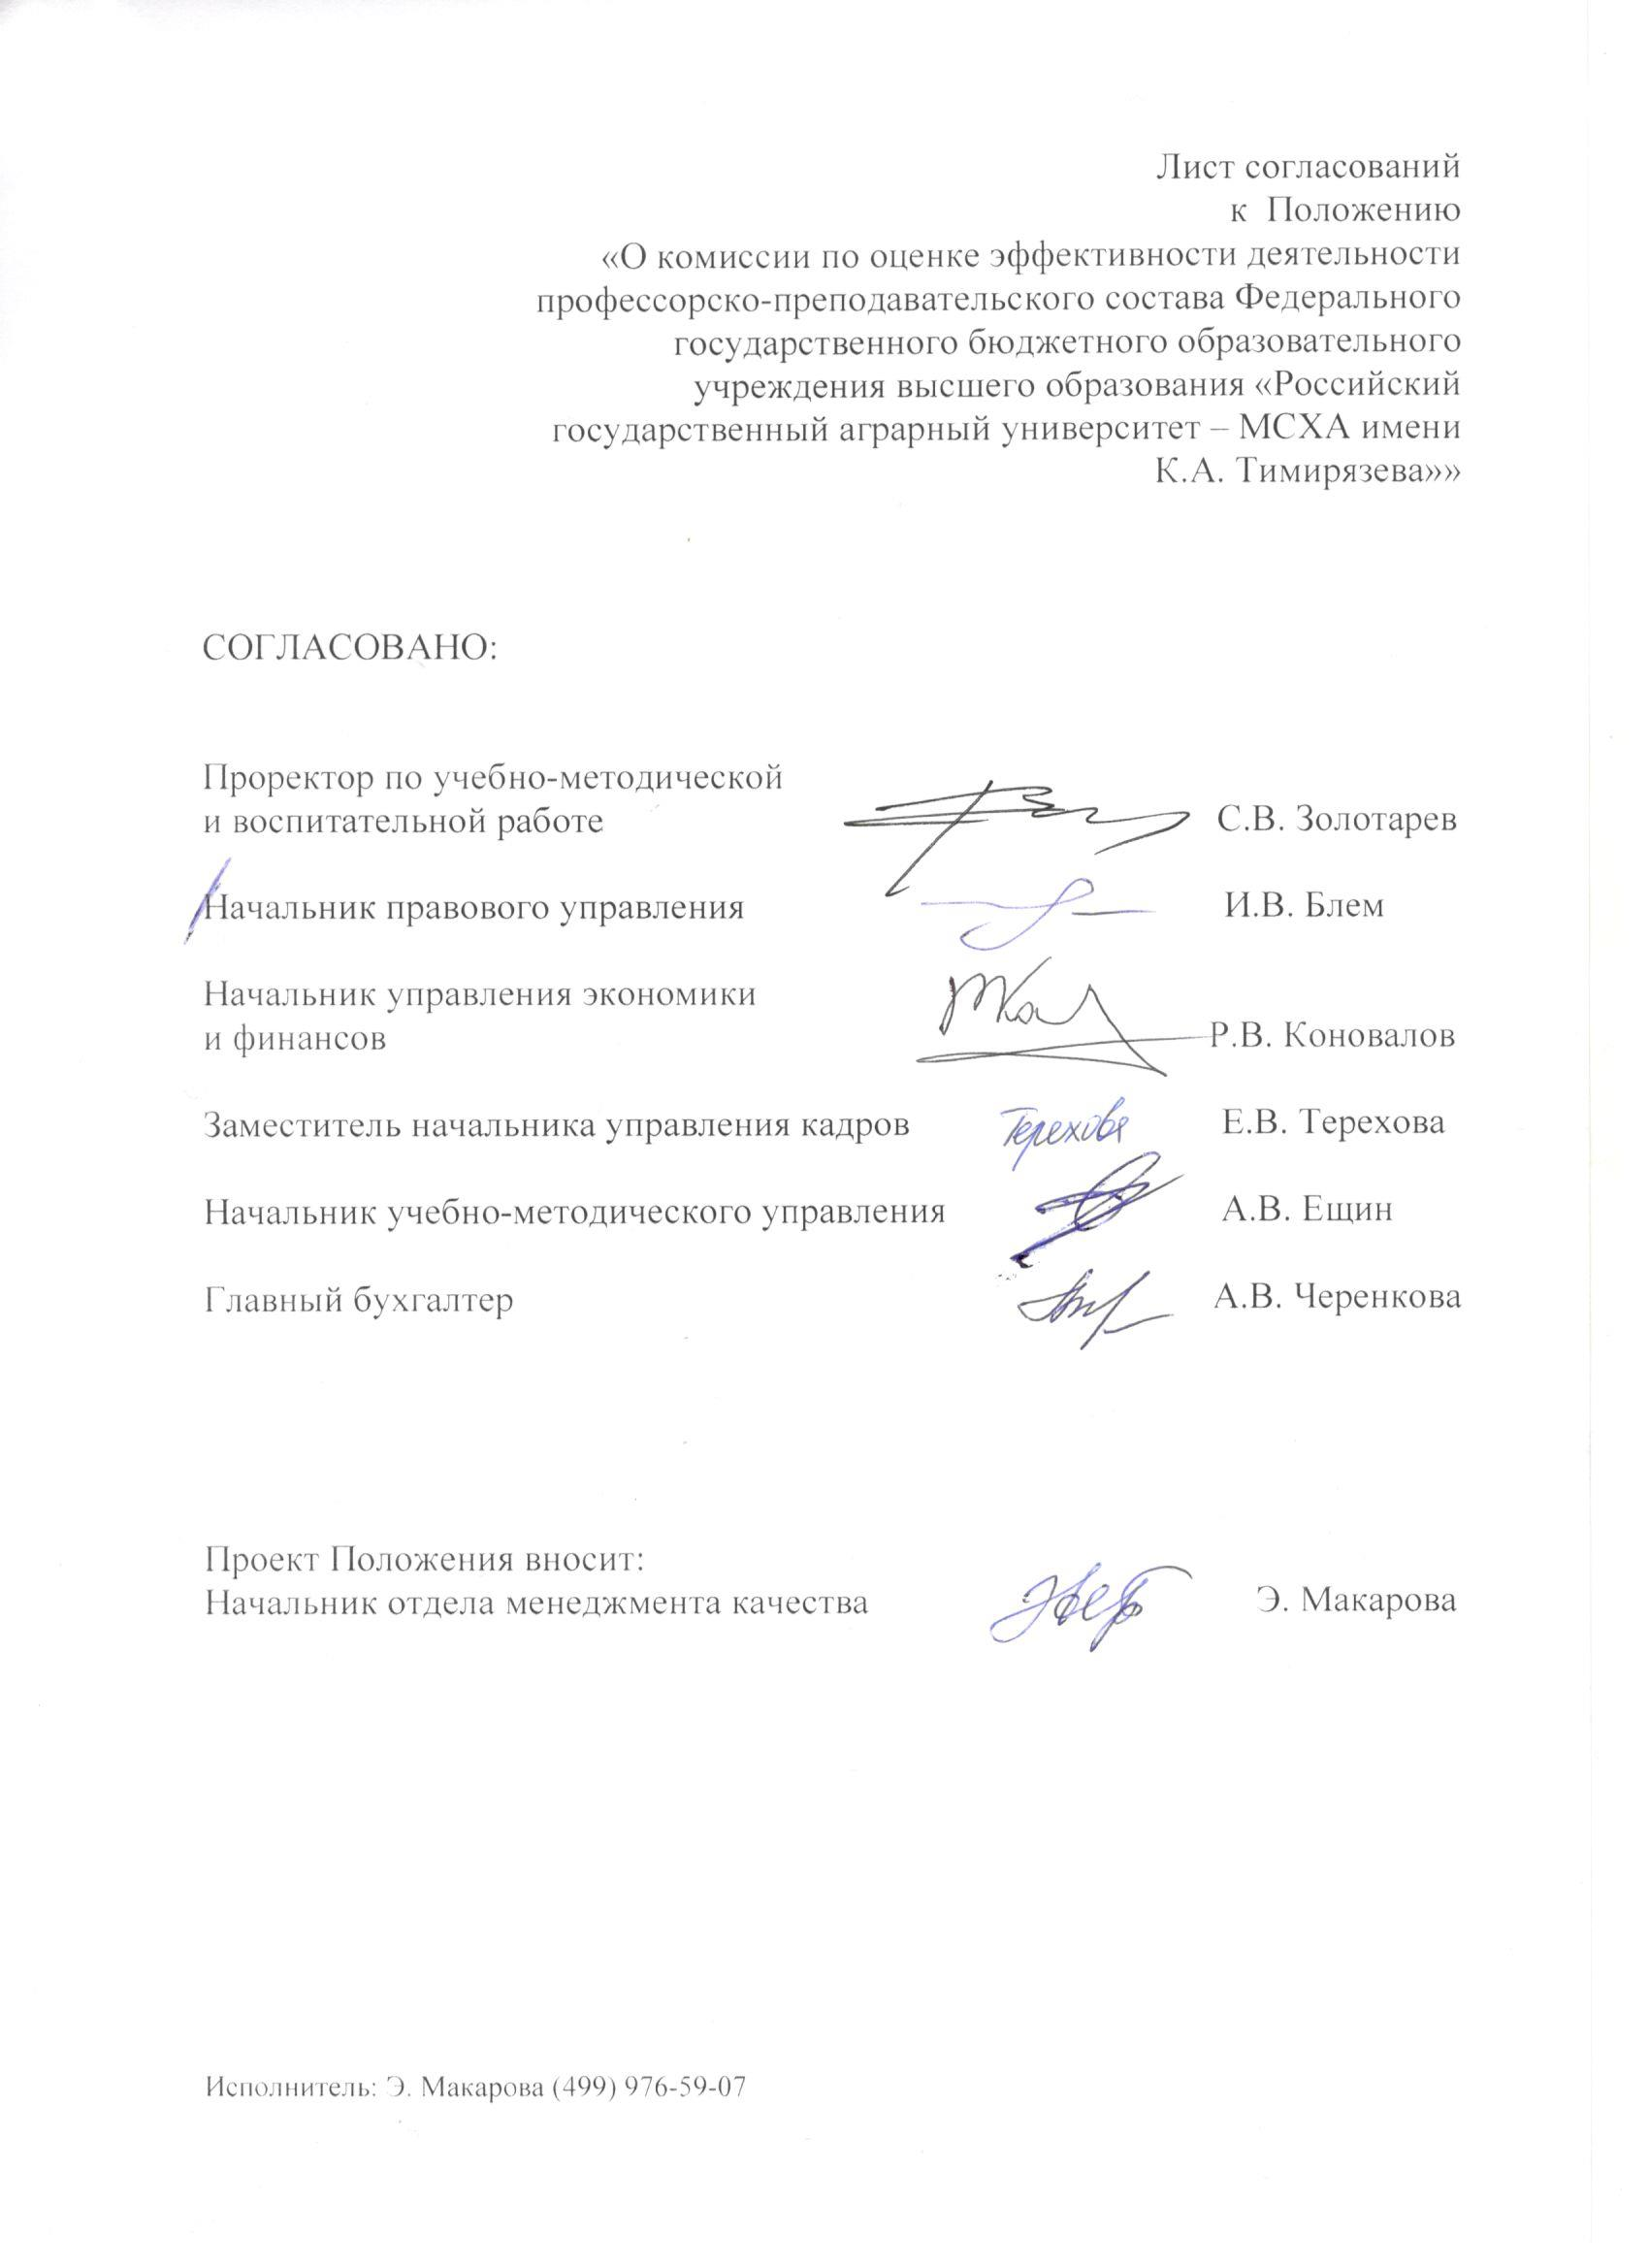 Лист согласований
к Положению
«О комиссии по оценке эффективности деятельности
профессорско-преподавательского состава Федерального
государственного бюджетного образовательного
учреждения высшего образования «Российский
государственный аграрный университет – МСХА имени
К.А. Тимирязева»»
СОГЛАСОВАНО:
Проректор по учебно-методической
и воспитательной работе С.В. Золотарев
Начальник правового управления И.В. Блем
Начальник управления экономики
и финансов Р.В. Коновалов
Заместитель начальника управления кадров Терехова Е.В. Терехова
Начальник учебно-методического управления А.В. Ещин
Главный бухгалтер А.В. Черенкова
Проект Положения вносит:
Начальник отдела менеджмента качества Э. Макарова
Исполнитель: Э. Макарова (499) 976-59-07